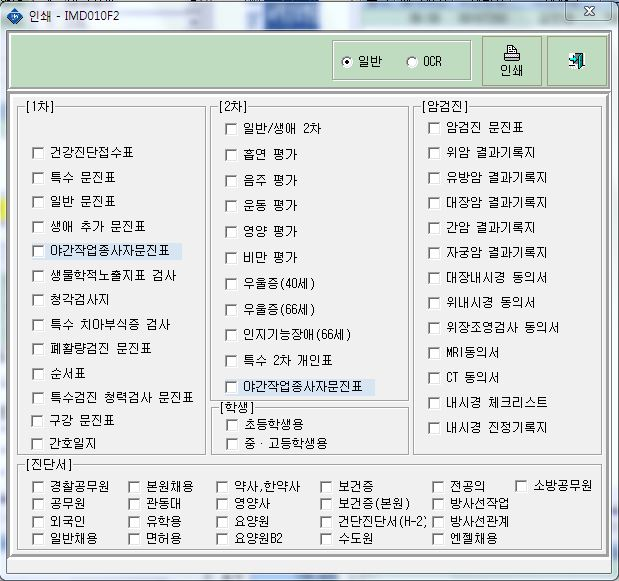 인쇄 - IMD010F2
일반 OCR 인쇄
[1차]
건강진단접수표
특수 문진표
일반 문진표
생애 추가 문진표
야간작업종사자문진표
생물학적노출지표 검사
청각검사지
특수 치아부식증 검사
폐활량검진 문진표
순서표
특수검진 청력검사 문진표
구강 문진표
간호일지
[2차]
일반/생애 2차
흡연 평가
음주 평가
운동 평가
영양 평가
비만 평가
우울증(40세)
우울증(66세)
인지기능장애(66세)
특수 2차 개인표
야간작업종사자문진표
[학생]
초등학생용
중·고등학생용
[암검진]
암검진 문진표
위암 결과기록지
유방암 결과기록지
대장암 결과기록지
간암 결과기록지
자궁암 결과기록지
대장내시경 동의서
위내시경 동의서
위장조영검사 동의서
MRI동의서
CT 동의서
내시경 체크리스트
내시경 진정기록지
[진단서]
경찰공무원 본원채용 약사,한약사 보건증 전공의 소방공무원
공무원 관동대 영양사 보건증(본원) 방사선작업
외국인 유학용 요양원 건단진단서(H-2) 방사선관계
일반채용 면허용 요양원B2 수도원 엔젤채용